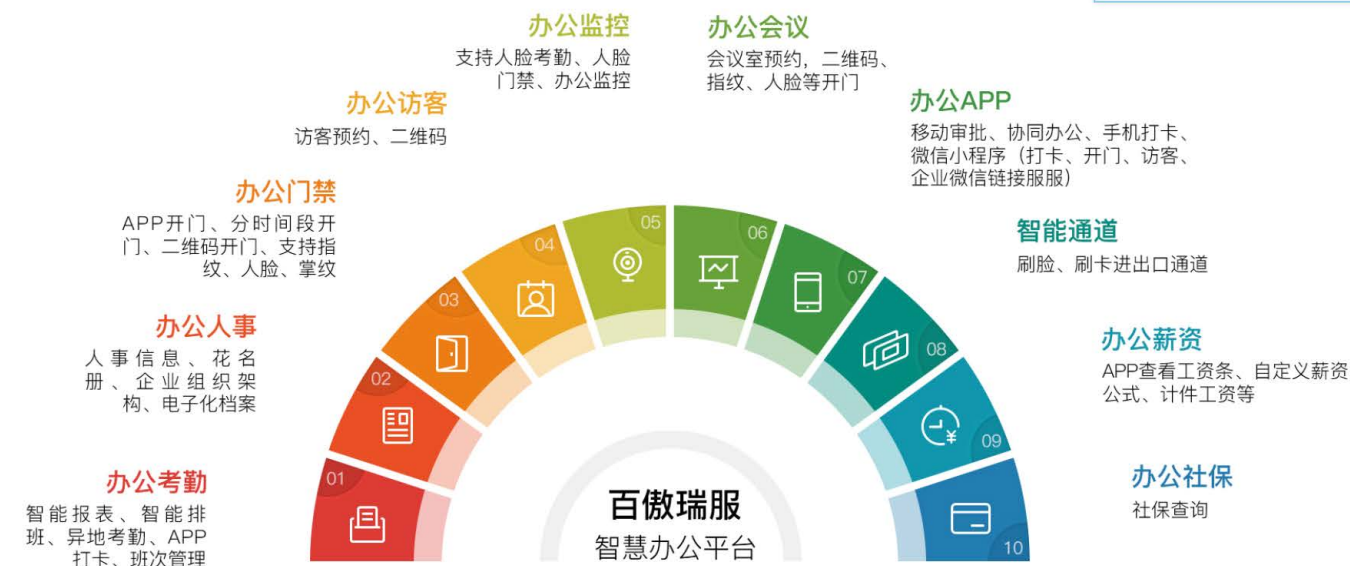 办公监控
支持人脸考勤、人脸
门禁、办公监控
办公会议
会议室预约，二维码、
指纹、人脸等开门
办公访客
访客预约、二维码
办公APP
移动审批、协同办公、手机打卡、
微信小程序（打卡、开门、访客、
企业微信链接服服）
办公门禁
APP开门、分时间段开
门、二维码开门、支持指
纹、人脸、掌纹
智能通道
刷脸、刷卡进出口通道
办公人事
人事信息、花名
册、企业组织架
构、电子化档案
办公薪资
APP查看工资条、自定义薪资
公式、计件工资等
办公考勤
智能报表、智能排
班、异地考勤、APP
打卡、班次管理
办公社保
社保查询
01
02
03
04
05
06
07
08
09
10
百傲瑞服
智慧办公平台